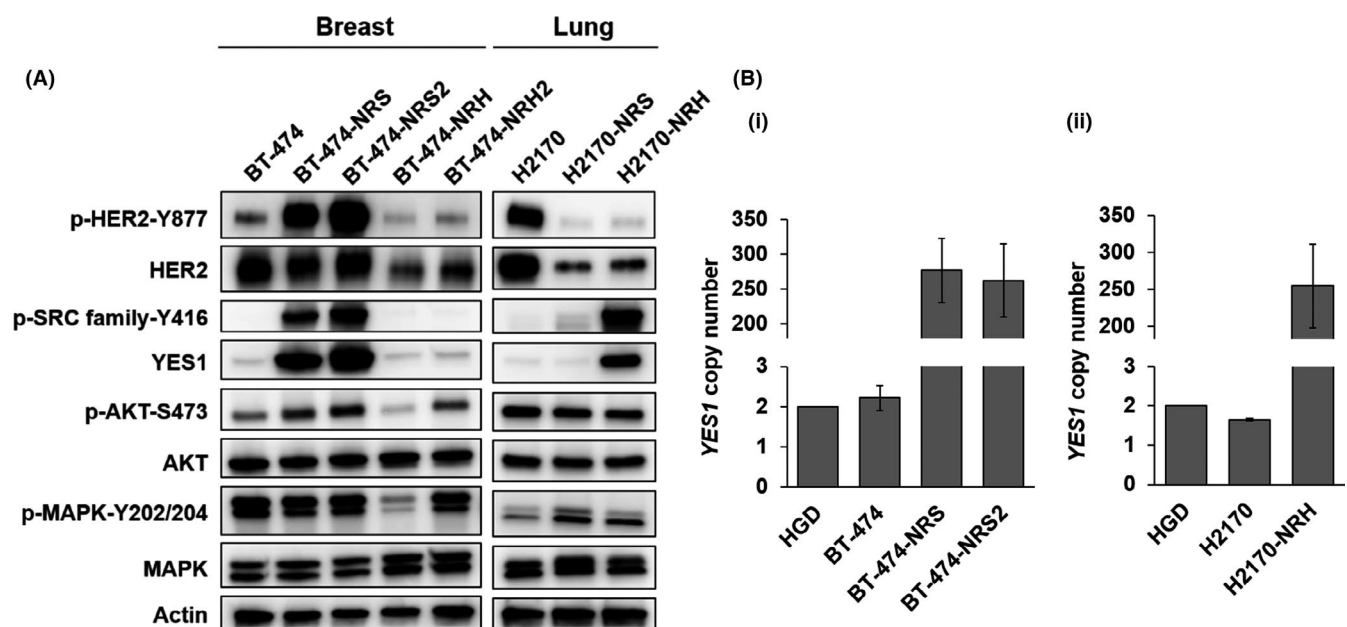 Breast
Lung
(A)
BT-474
BT-474-NRS
BT-474-NRS2
BT-474-NRH
BT-474-NRH2
H2170
H2170-NRS
H2170-NRH
p-HER2-Y877
HER2
p-SRC family-Y416
YES1
p-AKT-S473
AKT
p-MAPK-Y202/204
MAPK
Actin
(B)
(i)
YES1 copy number
350
300
250
200
3
2
1
0
HGD
BT-474
BT-474-NRS
BT-474-NRS2
(ii)
YES1 copy number
350
300
250
200
3
2
1
0
HGD
H2170
H2170-NRH